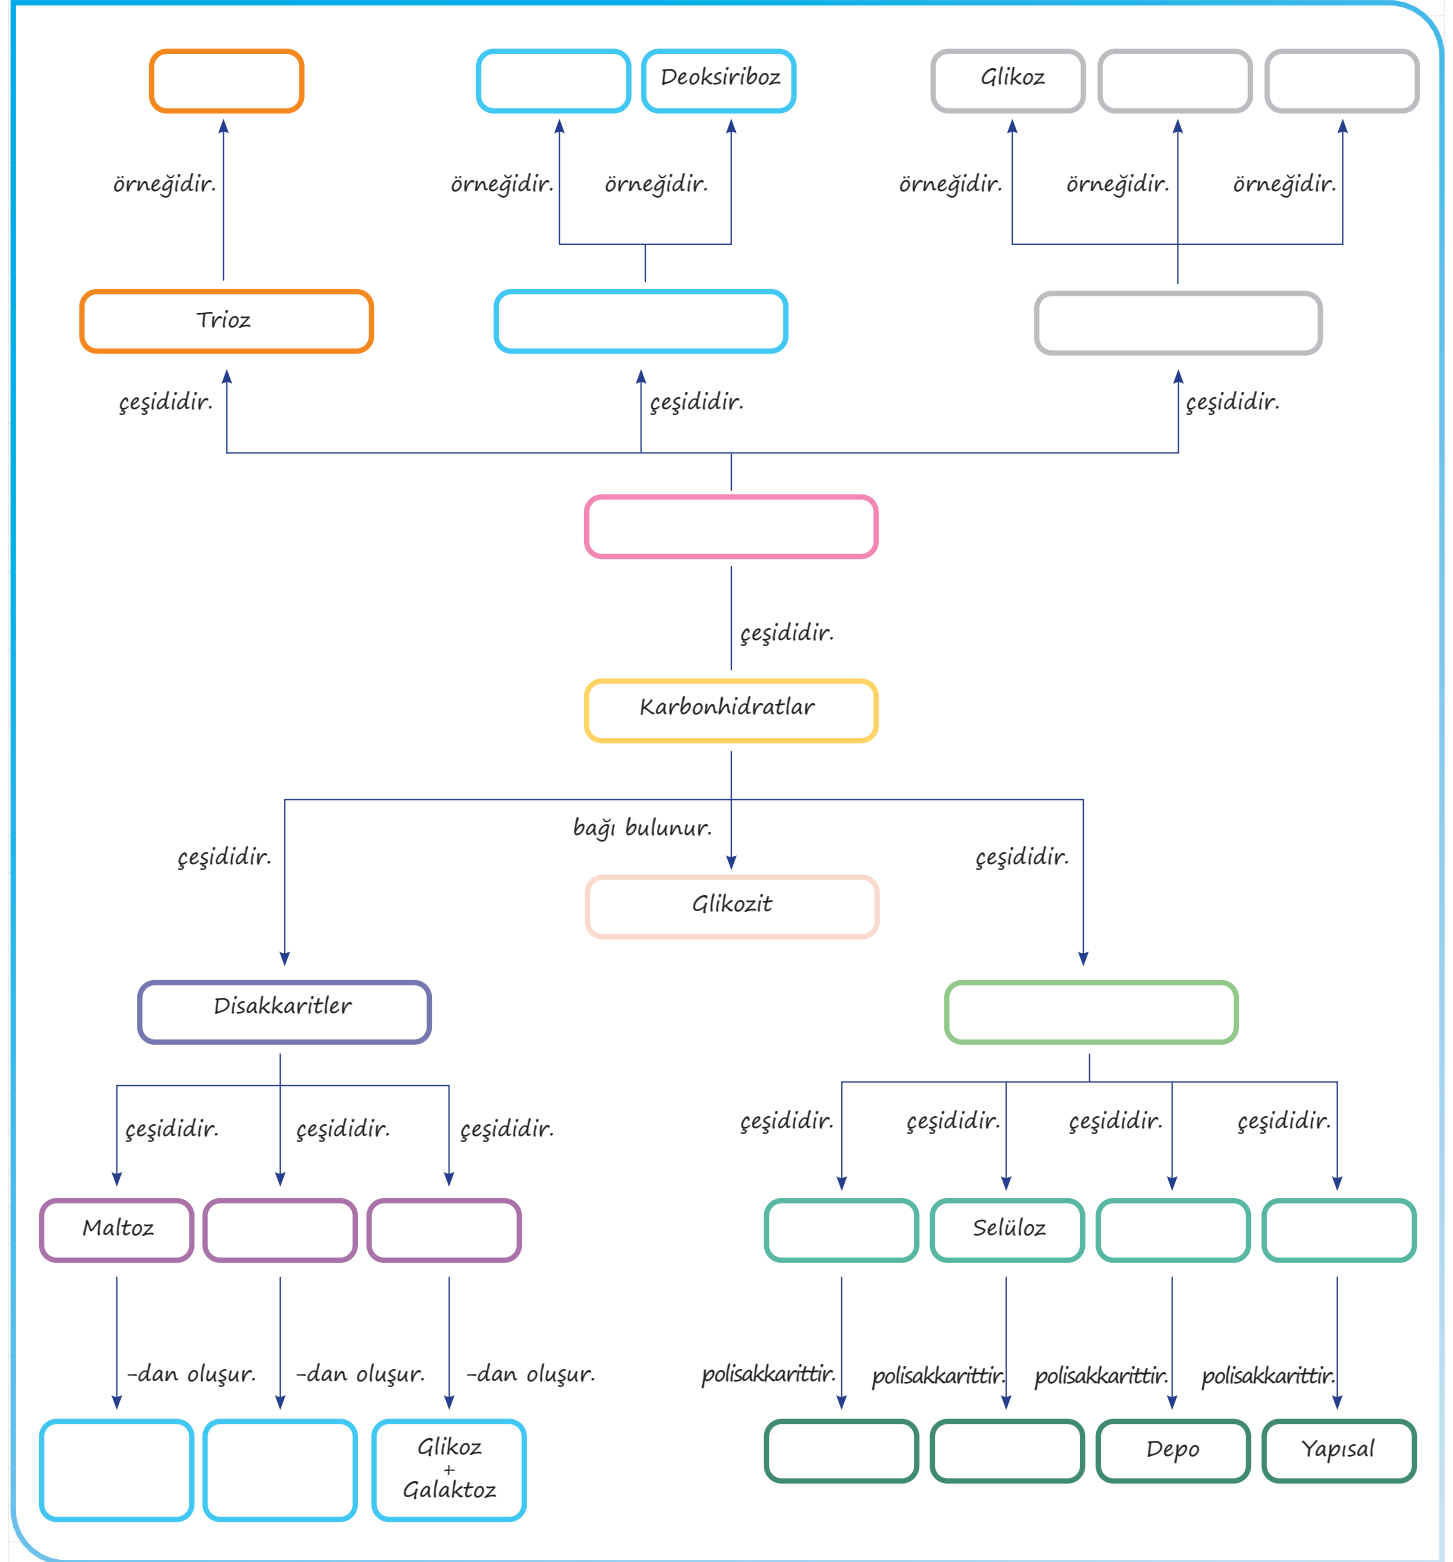 Deoksiriboz
Glikoz
örneğidir.
örneğidir.
örneğidir.
örneğidir.
örneğidir.
örneğidir.
Trioz
çeşididir.
çeşididir.
çeşididir.
çeşididir.
Karbonhidratlar
bağı bulunur.
çeşididir.
çeşididir.
Glikozit
Disakkaritler
çeşididir.
çeşididir.
çeşididir.
çeşididir.
çeşididir.
çeşididir.
çeşididir.
Maltoz
Selüloz
-dan oluşur.
-dan oluşur.
-dan oluşur.
polisakkarittir.
polisakkarittir.
polisakkarittir.
polisakkarittir.
Glikoz
+
Galaktoz
Depo
Yapısal